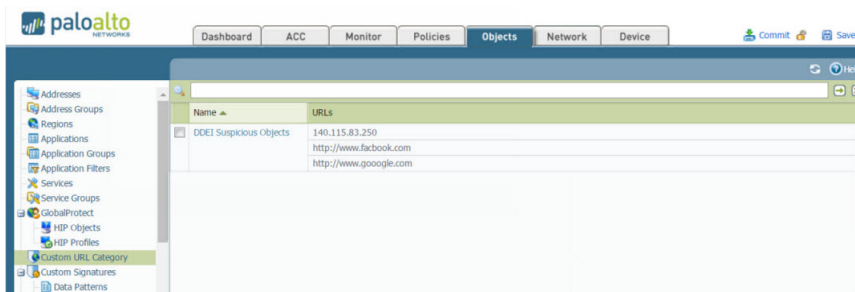 paloalto
NETWORKS
Dashboard ACC Monitor Policies Objects Network Device Commit Save
Addresses
Address Groups
Regions
Applications
Application Groups
Application Filters
Services
Service Groups
GlobalProtect
HIP Objects
HIP Profiles
Custom URL Category
Custom Signatures
Data Patterns
Name URLs
DDEI Suspicious Objects 140.115.83.250
http://www.facbook.com
http://www.gooogle.com